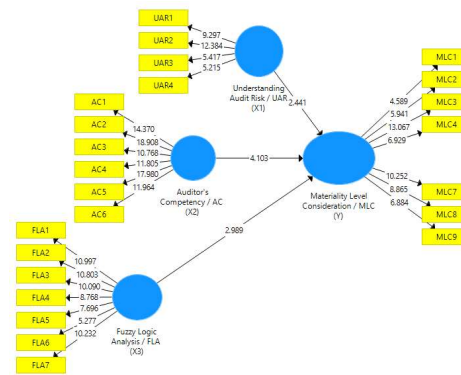 UAR1
UAR2
UAR3
UAR4
9.297
12.384
5.417
5.215
Understanding
Audit Risk / UAR
(X1)
2.441
AC1
AC2
AC3
AC4
AC5
AC6
14.370
18.908
10.768
11.805
17.980
11.964
Auditor's
Competency / AC
(X2)
4.103
FLA1
FLA2
FLA3
FLA4
FLA5
FLA6
FLA7
10.997
10.803
10.090
8.768
7.696
5.277
10.232
Fuzzy Logic
Analysis / FLA
(X3)
2.989
Materiality Level
Consideration / MLC
(Y)
4.589
5.941
13.067
6.929
10.252
8.865
6.884
MLC1
MLC2
MLC3
MLC4
MLC7
MLC8
MLC9